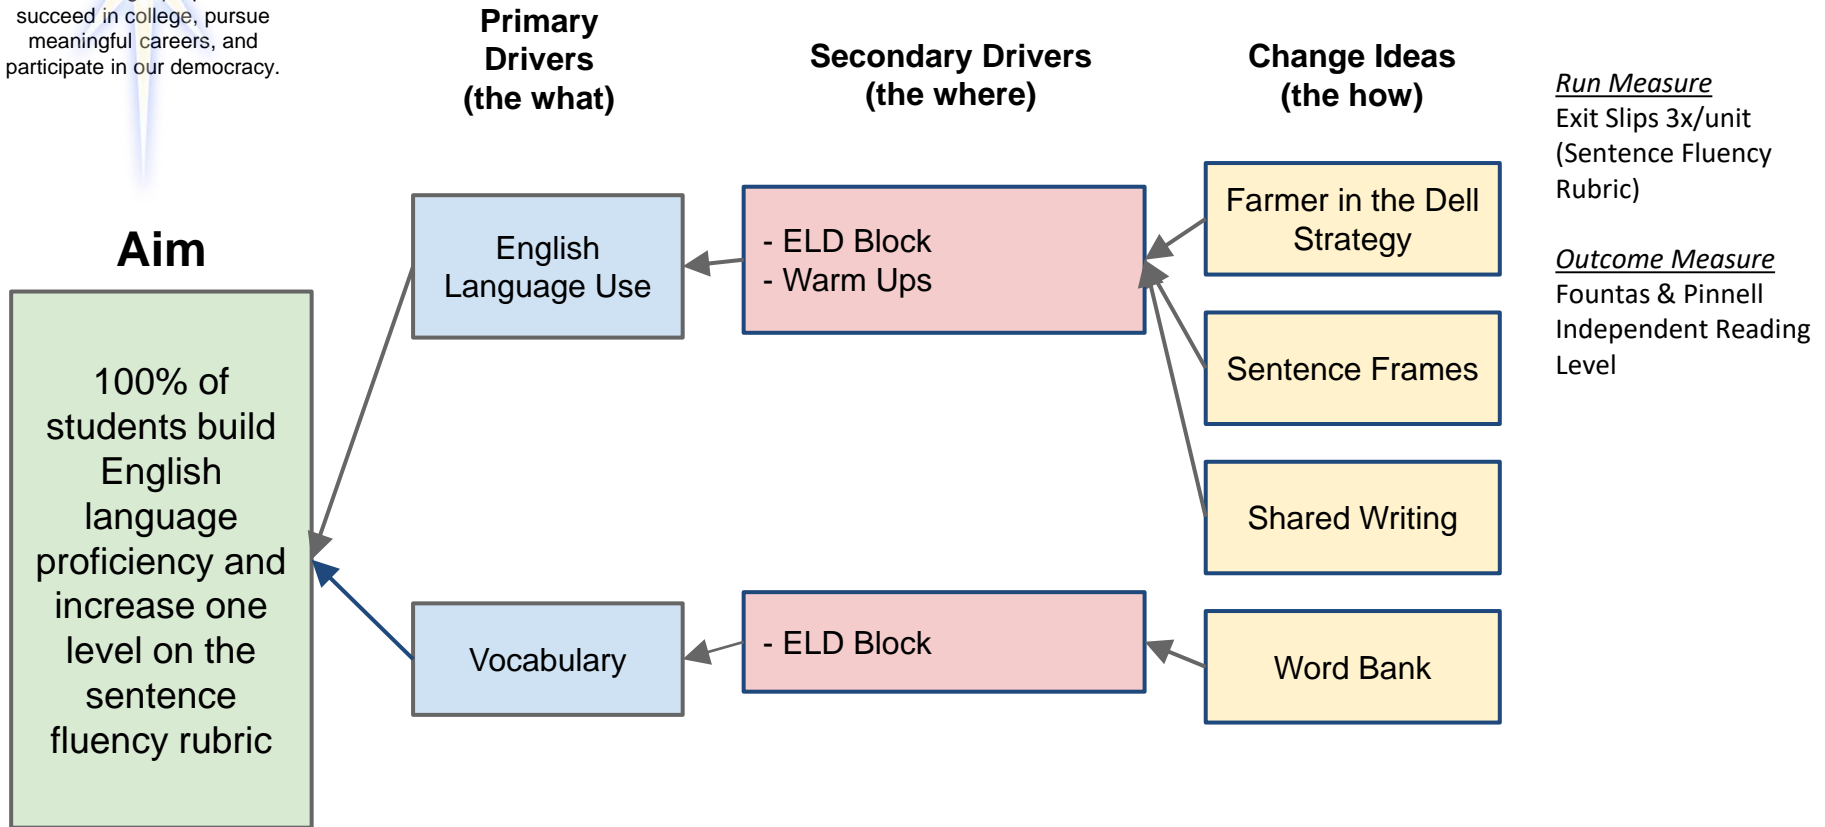 succeed in college, pursue
meaningful careers, and
participate in our democracy.
Primary
Drivers
(the what)
Secondary Drivers
(the where)
Change Ideas
(the how)
Run Measure
Exit Slips 3x/unit
(Sentence Fluency
Rubric)
Outcome Measure
Fountas & Pinnell
Independent Reading
Level
Aim
100% of
students build
English
language
proficiency and
increase one
level on the
sentence
fluency rubric
English
Language Use
- ELD Block
- Warm Ups
Farmer in the Dell
Strategy
Sentence Frames
Shared Writing
Vocabulary
- ELD Block
Word Bank